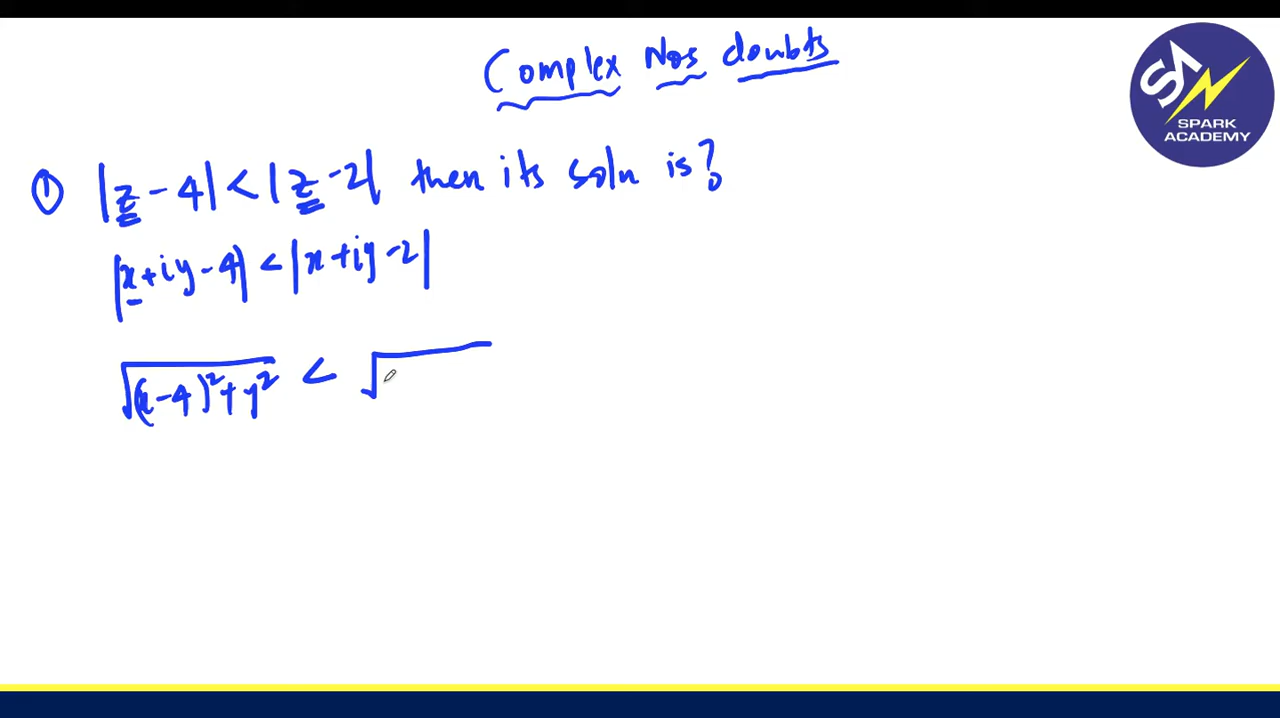 Complex Nos doubts
SPARK
ACADEMY
① |z-4| < |z-2| then its soln is?
|x+iy-4| < |x+iy-2|
√(x-4)²+y² < √